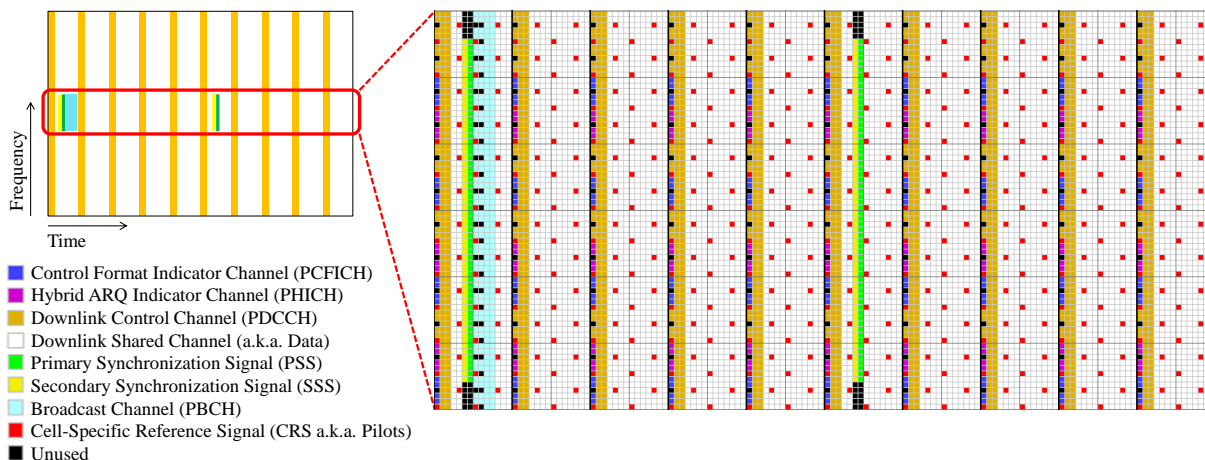 Frequency
Time
Control Format Indicator Channel (PCFICH)
Hybrid ARQ Indicator Channel (PHICH)
Downlink Control Channel (PDCCH)
Downlink Shared Channel (a.k.a. Data)
Primary Synchronization Signal (PSS)
Secondary Synchronization Signal (SSS)
Broadcast Channel (PBCH)
Cell-Specific Reference Signal (CRS a.k.a. Pilots)
Unused